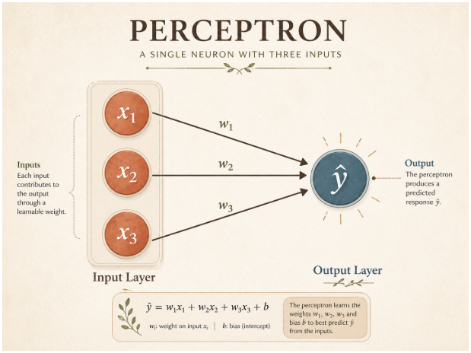 PERCEPTRON
A SINGLE NEURON WITH THREE INPUTS
Inputs
Each input
contributes to
the output
through a
learnable weight.
x₁
x₂
x₃
w₁
w₂
w₃
ŷ
Output
The perceptron
produces a
predicted
response ŷ.
Input Layer
Output Layer
ŷ = w₁x₁ + w₂x₂ + w₃x₃ + b
wᵢ: weight on input xᵢ | b: bias (intercept)
The perceptron learns the
weights w₁, w₂, w₃ and
bias b to best predict ŷ
from the inputs.